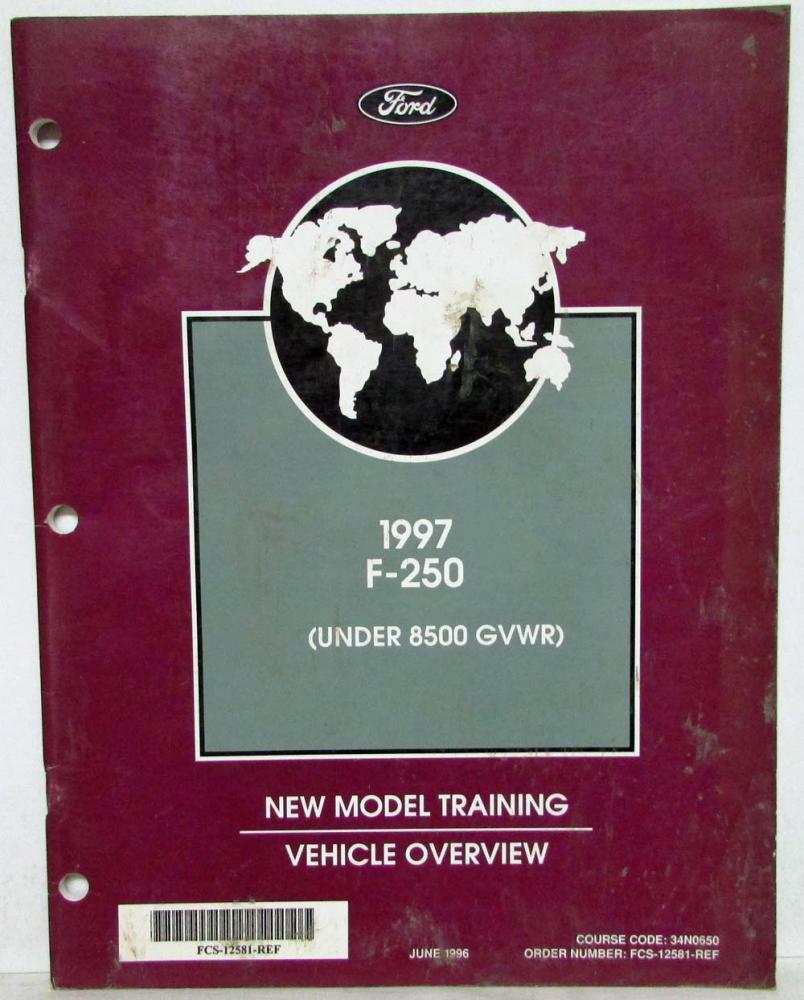 Ford
1997
F-250
(UNDER 8500 GVWR)
NEW MODEL TRAINING
VEHICLE OVERVIEW
FCS-12581-REF
JUNE 1996
COURSE CODE: 34N0650
ORDER NUMBER: FCS-12581-REF